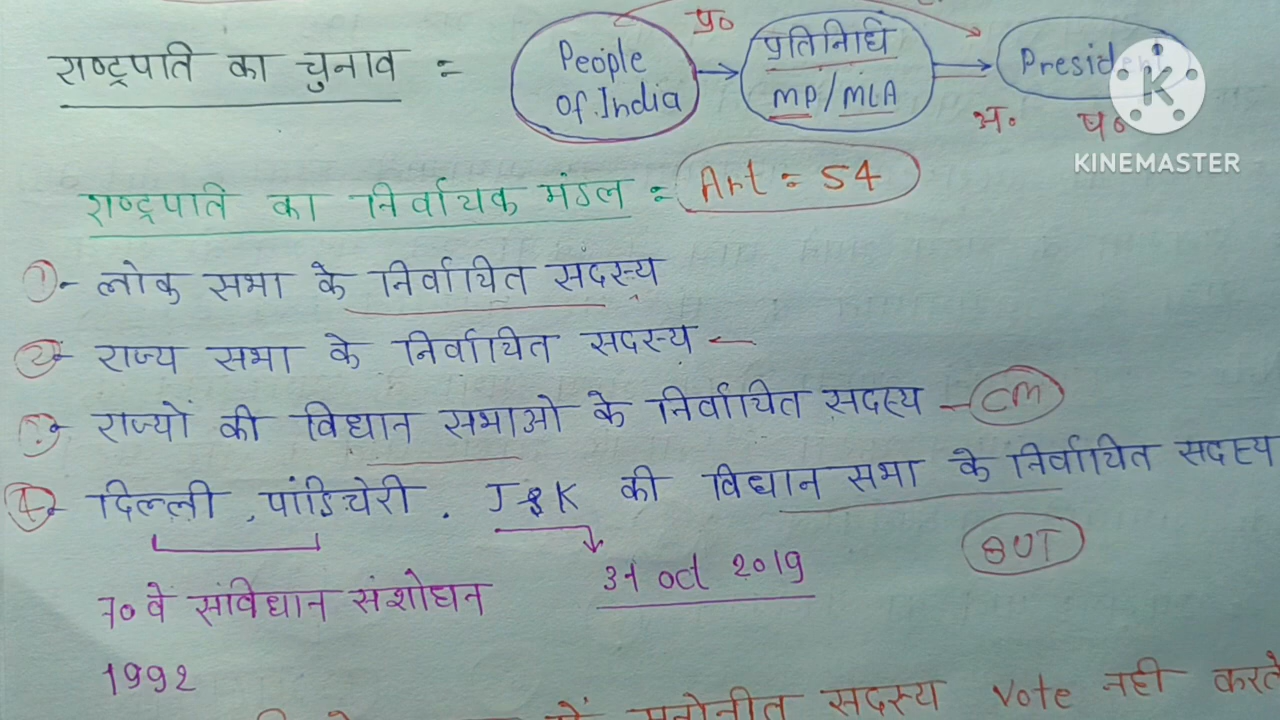 राष्ट्रपति का चुनाव = People of India प्र० प्रतिनिधि MP/MLA President
अ० प्र०
KINEMASTER
राष्ट्रपति का निर्वाचक मंडल = Art = 54
①- लोक सभा के निर्वाचित सदस्य
②- राज्य सभा के निर्वाचित सदस्य -
③- राज्यों की विधान सभाओ के निर्वाचित सदस्य - CM
④- दिल्ली, पांडिचेरी, J&K की विधान सभा के निर्वाचित सदस्य
31 oct 2019
70 वे संविधान संशोधन
1992
मनोनीत सदस्य vote नही करते